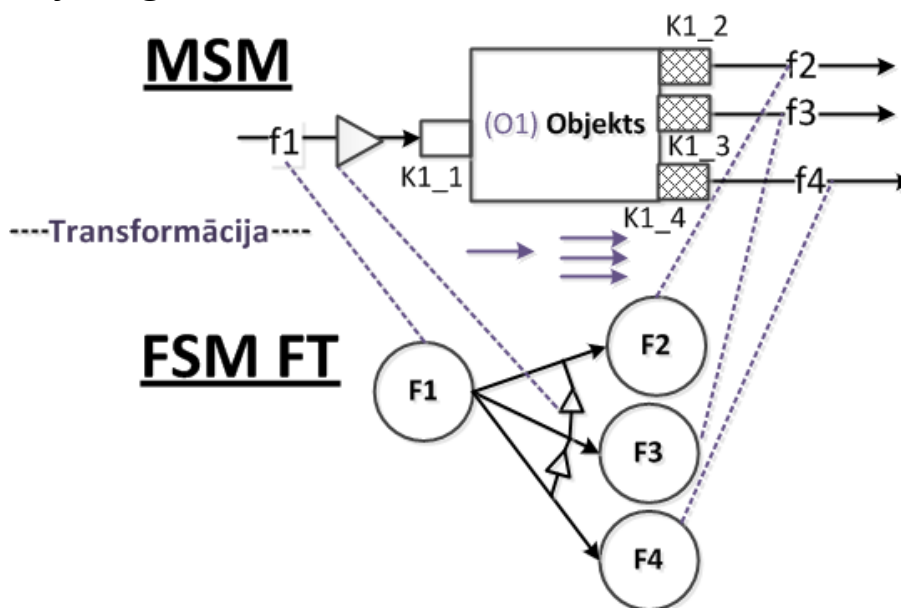 MSM
K1_2
f2
f1
(O1) Objekts
f3
K1_1
K1_3
f4
K1_4
----Transformācija----
FSM FT
F2
F1
F3
F4